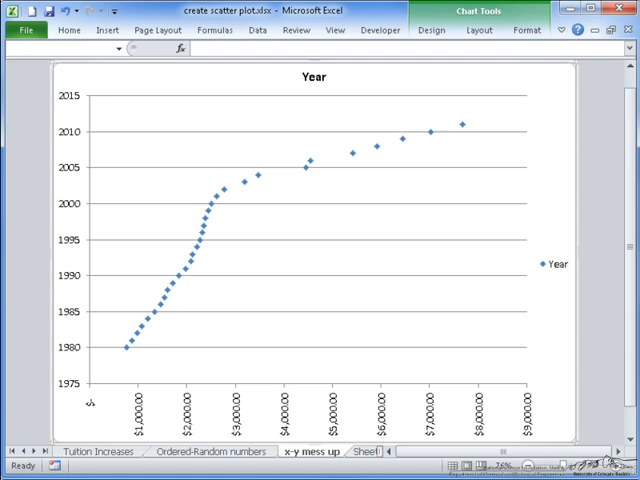 create scatter plot.xlsx - Microsoft Excel
Chart Tools
File Home Insert Page Layout Formulas Data Review View Developer Design Layout Format
fx
Year
2015
2010
2005
2000
1995
1990
1985
1980
1975
Year
$1,000.00 $2,000.00 $3,000.00 $4,000.00 $5,000.00 $6,000.00 $7,000.00 $8,000.00 $9,000.00
Tuition Increases Ordered-Random numbers x-y mess up Sheet
Ready 76%